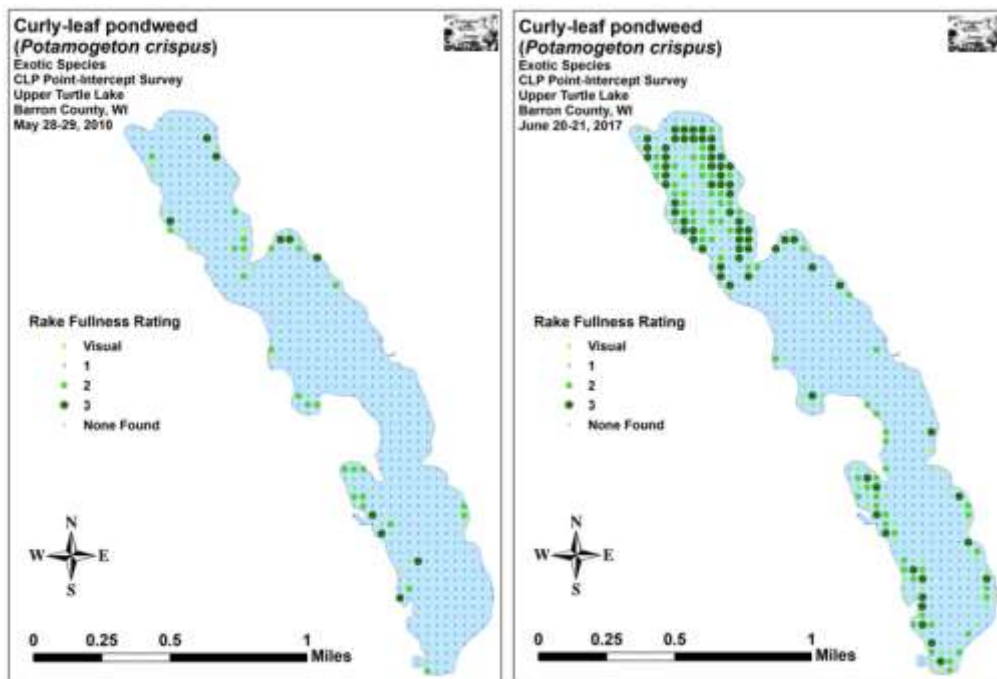 Curly-leaf pondweed
(Potamogeton crispus)
Exotic Species
CLP Point-Intercept Survey
Upper Turtle Lake
Barron County, WI
May 28-29, 2010
Rake Fullness Rating
Visual
1
2
3
None Found
N
W E
S
0 0.25 0.5 1
Miles
Curly-leaf pondweed
(Potamogeton crispus)
Exotic Species
CLP Point-Intercept Survey
Upper Turtle Lake
Barron County, WI
June 20-21, 2017
Rake Fullness Rating
Visual
1
2
3
None Found
N
W E
S
0 0.25 0.5 1
Miles